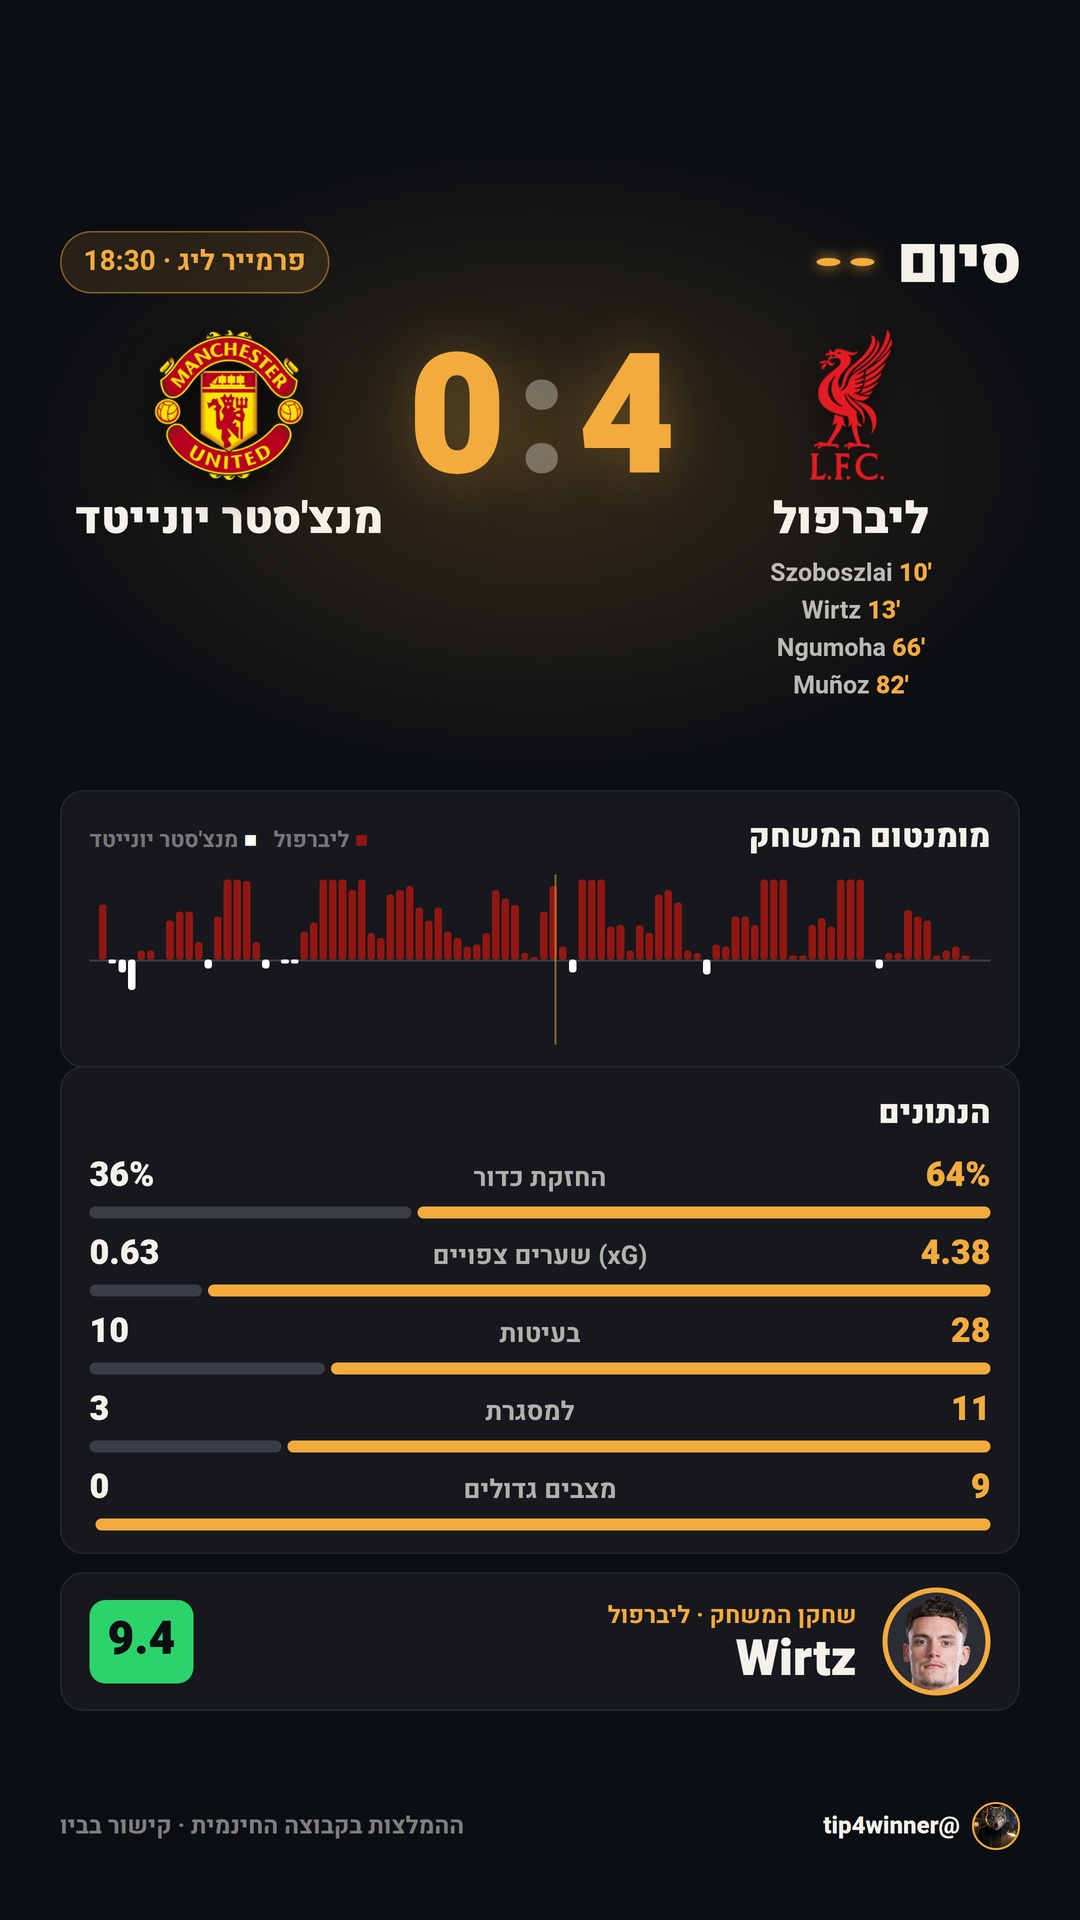 סיום
פרמייר ליג · 18:30
MANCHESTER
UNITED
L.F.C.
4:0
ליברפול
מנצ'סטר יונייטד
Szoboszlai 10'
Wirtz 13'
Ngumoha 66'
Muñoz 82'
מומנטום המשחק
ליברפול
מנצ'סטר יונייטד
הנתונים
64% החזקת כדור 36%
4.38 שערים צפויים (xG) 0.63
28 בעיטות 10
11 למסגרת 3
9 מצבים גדולים 0
שחקן המשחק · ליברפול
Wirtz
9.4
@tip4winner
ההמלצות בקבוצה החינמית · קישור בביו